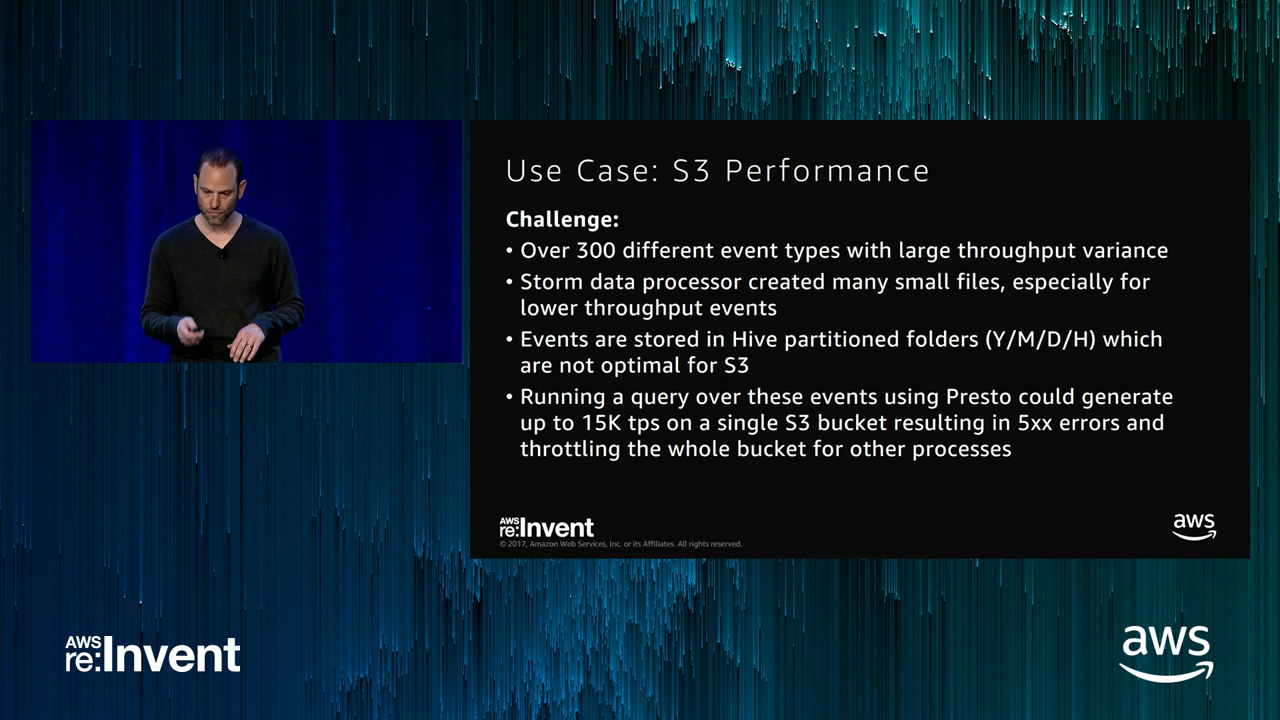 Use Case: S3 Performance
Challenge:
• Over 300 different event types with large throughput variance
• Storm data processor created many small files, especially for
lower throughput events
• Events are stored in Hive partitioned folders (Y/M/D/H) which
are not optimal for S3
• Running a query over these events using Presto could generate
up to 15K tps on a single S3 bucket resulting in 5xx errors and
throttling the whole bucket for other processes
AWS
re:Invent
© 2017, Amazon Web Services, Inc. or its Affiliates. All rights reserved.
aws
AWS
re:Invent
aws